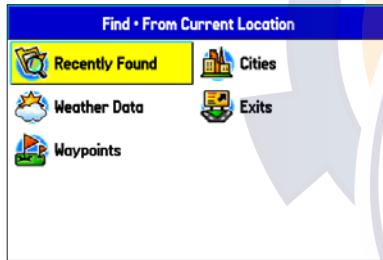 Find • From Current Location
Recently Found
Cities
Weather Data
Exits
Waypoints